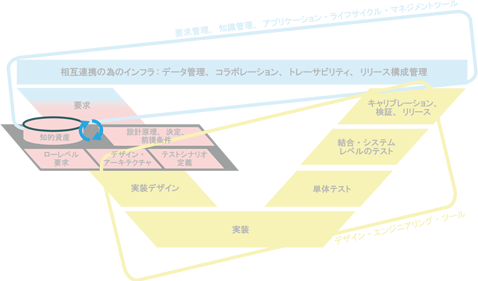 要求管理、知識管理、アプリケーション・ライフサイクル・マネジメントツール
相互連携の為のインフラ：データ管理、コラボレーション、トレーサビリティ、リリース構成管理
要求
キャリブレーション、
検証、リリース
知的資産
設計原理、決定、
前提条件
ローレベル
要求
デザイン・
アーキテクチャ
テストシナリオ
定義
結合・システム
レベルのテスト
実装デザイン
単体テスト
実装
デザイン・エンジニアリング・ツール